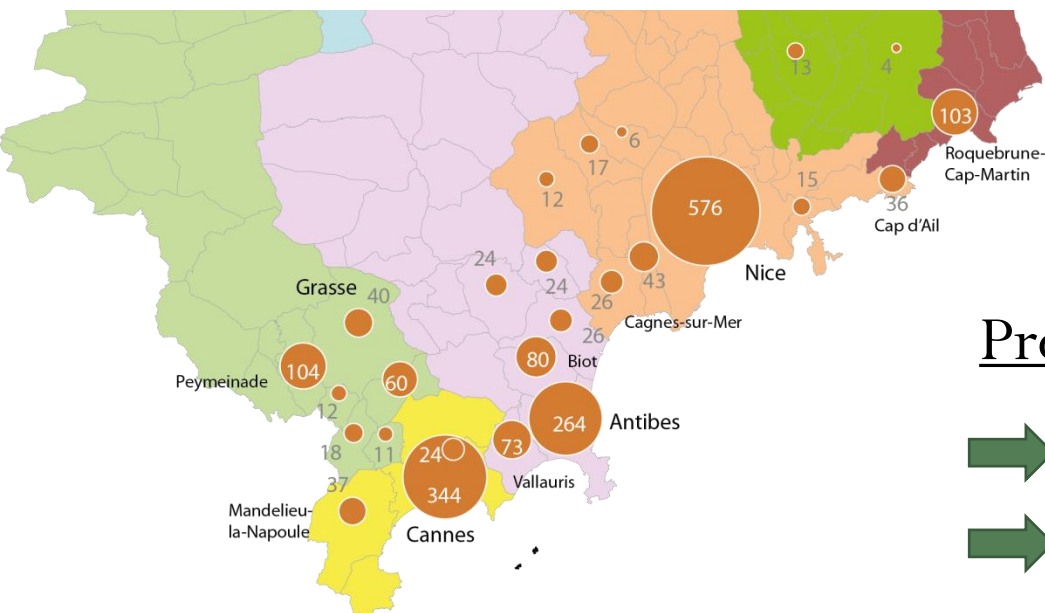 13
4
103
Roquebrune-
Cap-Martin
6
17
12
15
576
36
Cap d'Ail
Nice
24
24
43
26
Cagnes-sur-Mer
Grasse
40
26
Biot
80
104
Peymeinade
60
12
264
Antibes
18
11
73
24
344
Vallauris
37
Mandelieu-
la-Napoule
Cannes